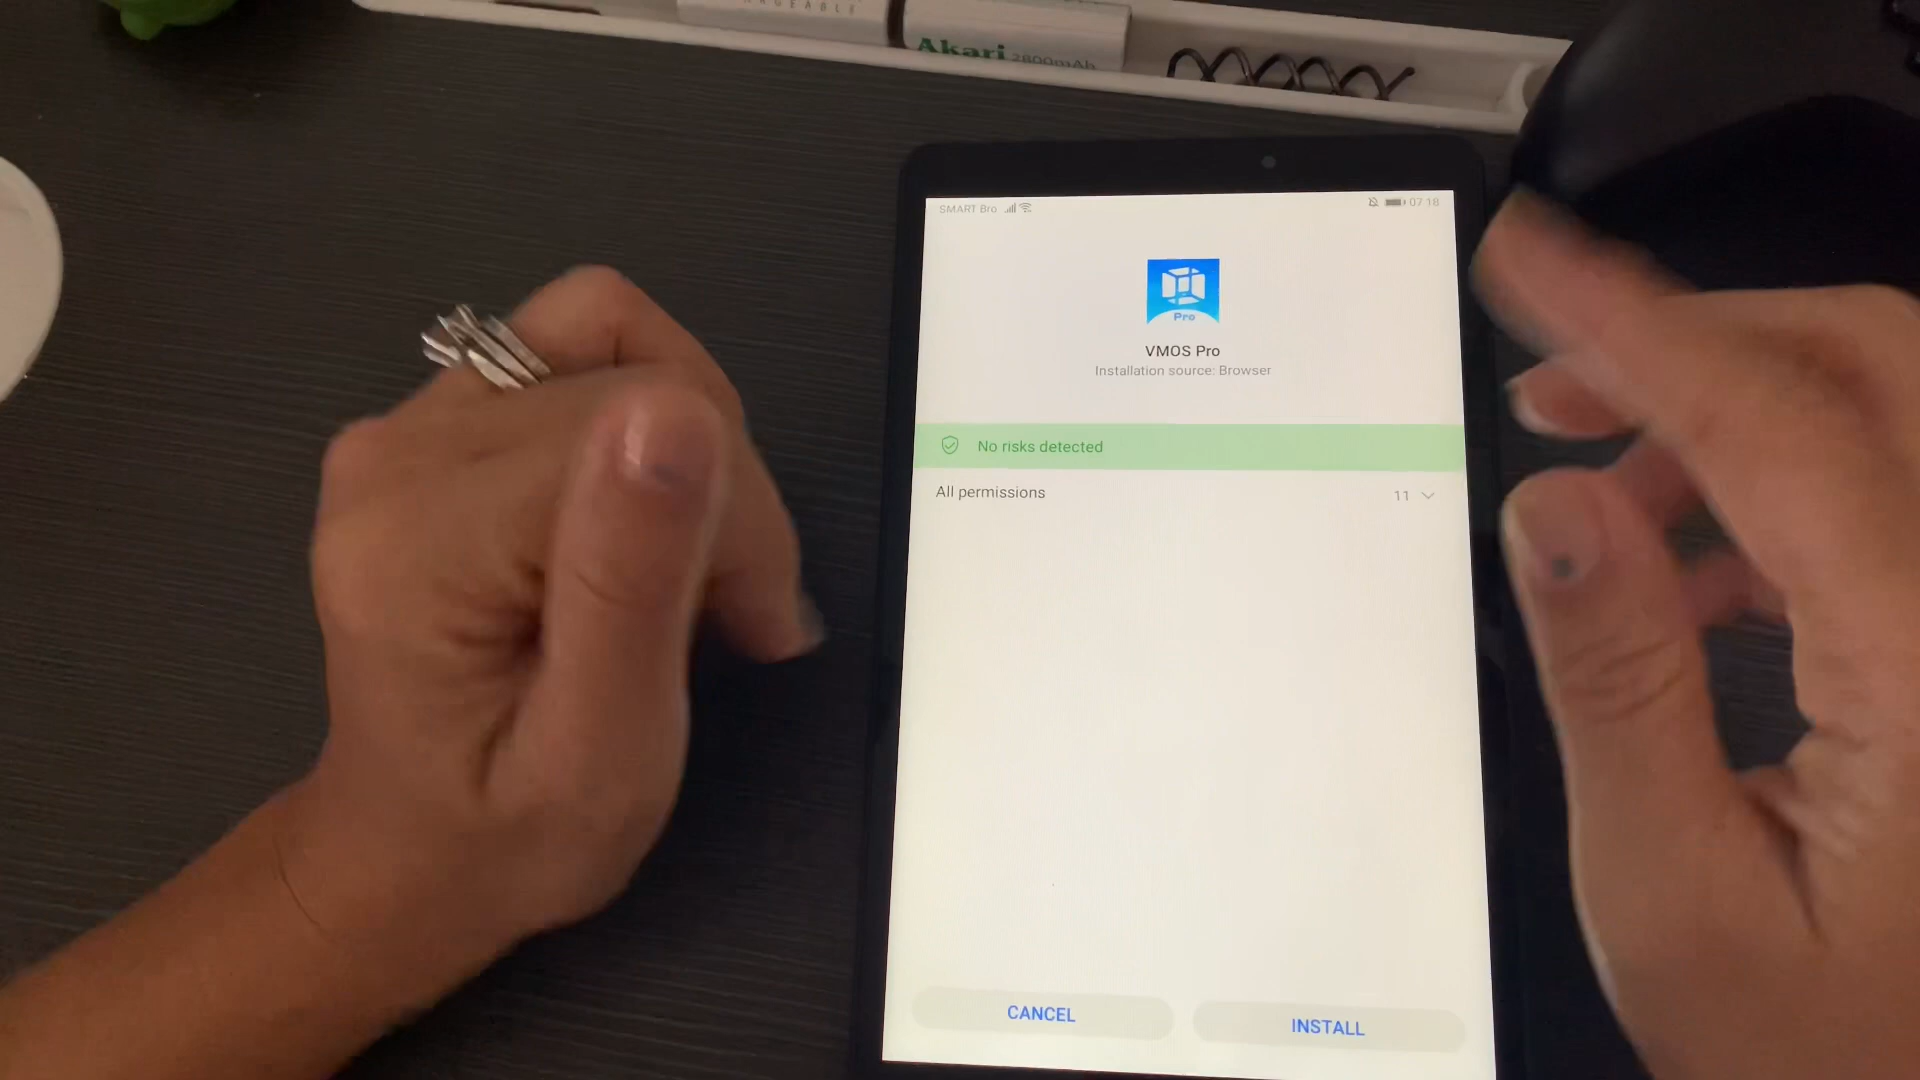 Akari 2800mAh
SMART Bro
07:18
Pro
VMOS Pro
Installation source: Browser
No risks detected
All permissions
11
CANCEL
INSTALL